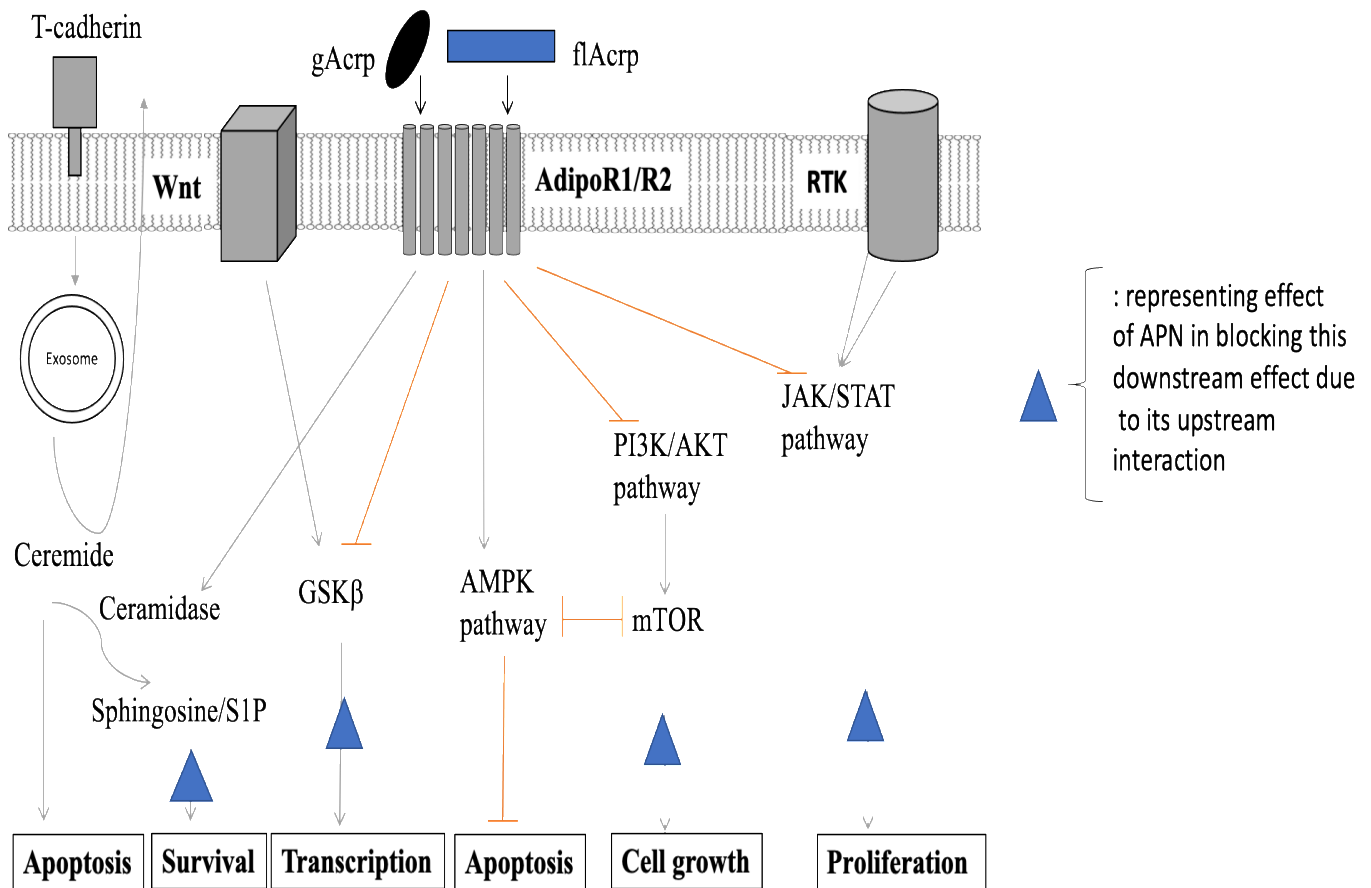 T-cadherin
gAcrp
flAcrp
Wnt
AdipoR1/R2
RTK
Exosome
: representing effect
of APN in blocking this
downstream effect due
to its upstream
interaction
JAK/STAT
pathway
PI3K/AKT
pathway
Ceremide
Ceramidase
GSKβ
AMPK
pathway
mTOR
Sphingosine/S1P
Apoptosis
Survival
Transcription
Apoptosis
Cell growth
Proliferation